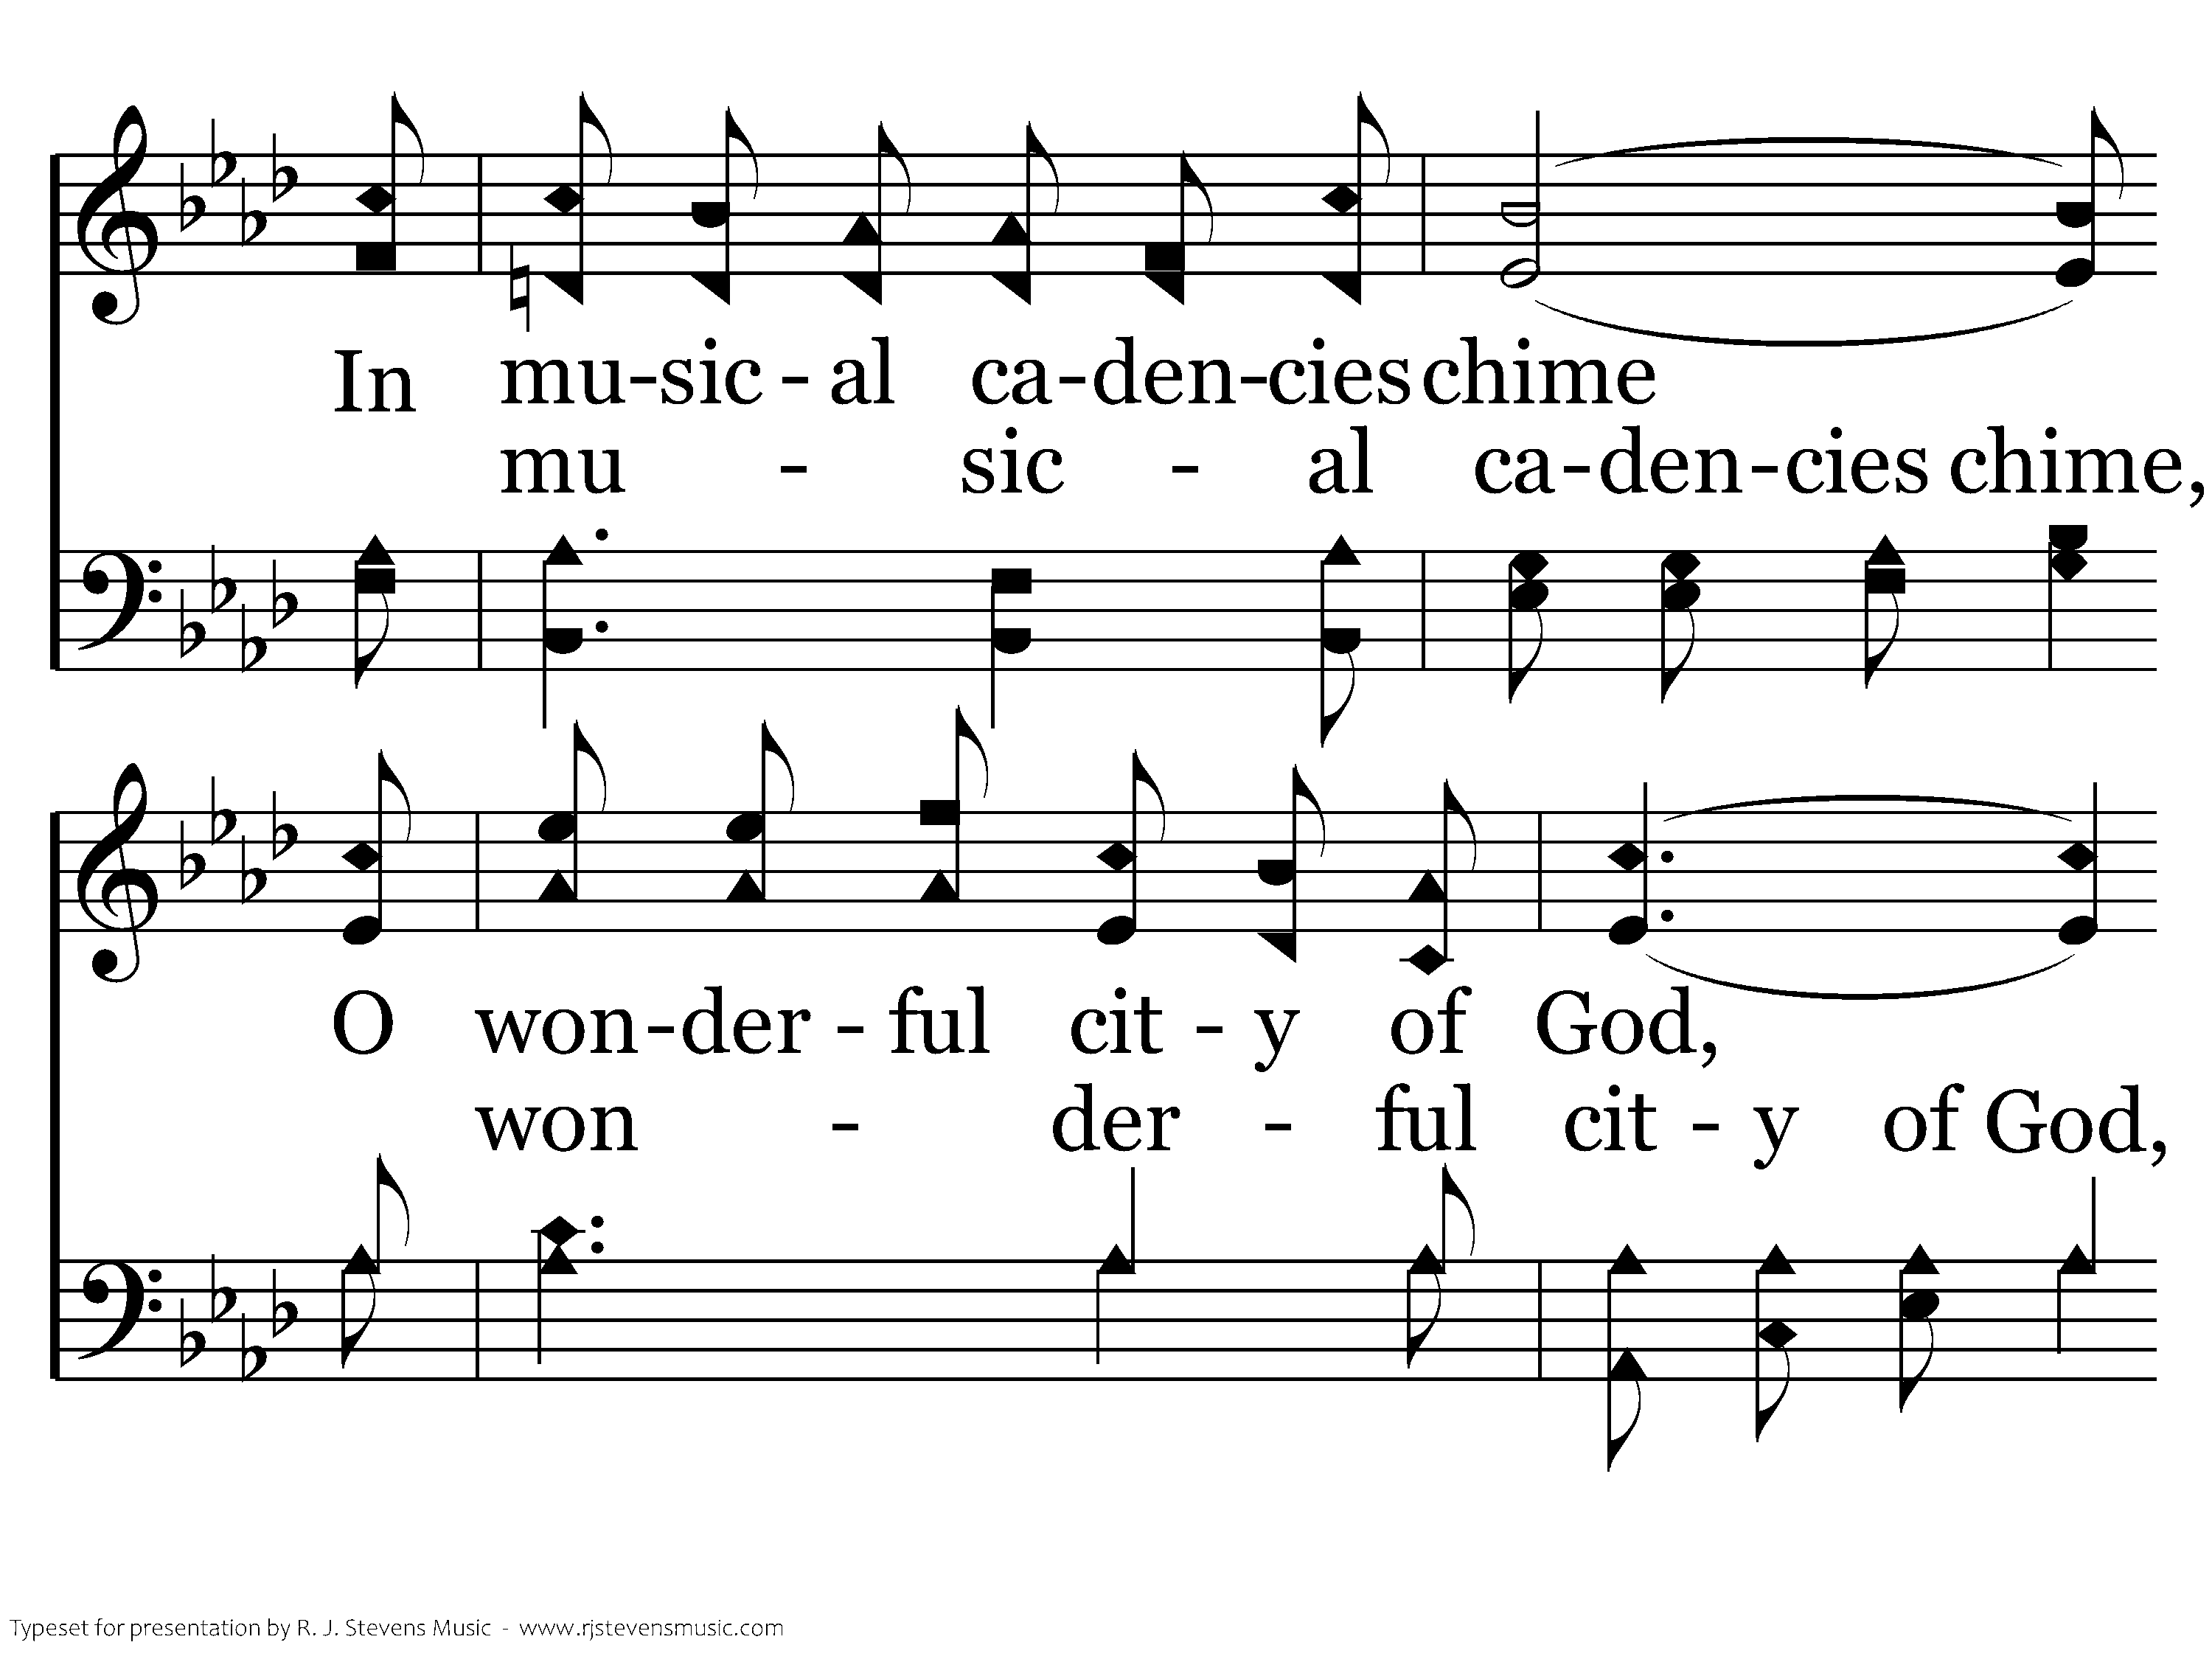 In mu-sic - al ca-den-cies chime
mu - sic - al ca-den-cies chime,
O won-der - ful cit - y of God,
won - der - ful cit - y of God,
Typeset for presentation by R. J. Stevens Music - www.rjstevensmusic.com